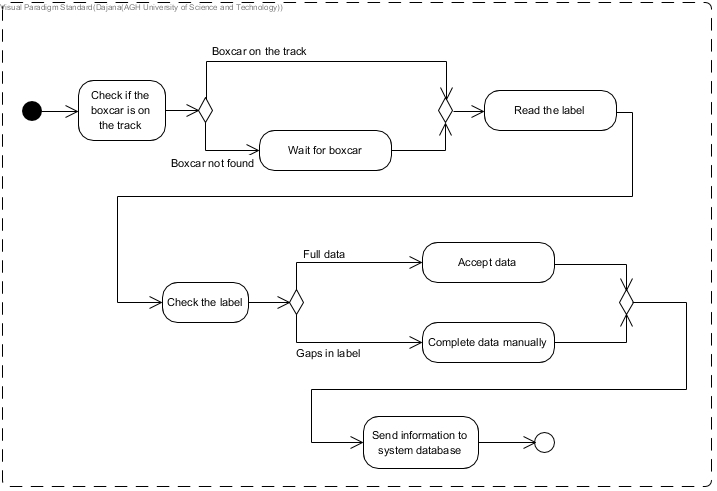 Visual Paradigm Standard(Dajana(AGH University of Science and Technology))
Boxcar on the track
Check if the
boxcar is on
the track
Read the label
Wait for boxcar
Boxcar not found
Full data
Accept data
Check the label
Complete data manually
Gaps in label
Send information to
system database